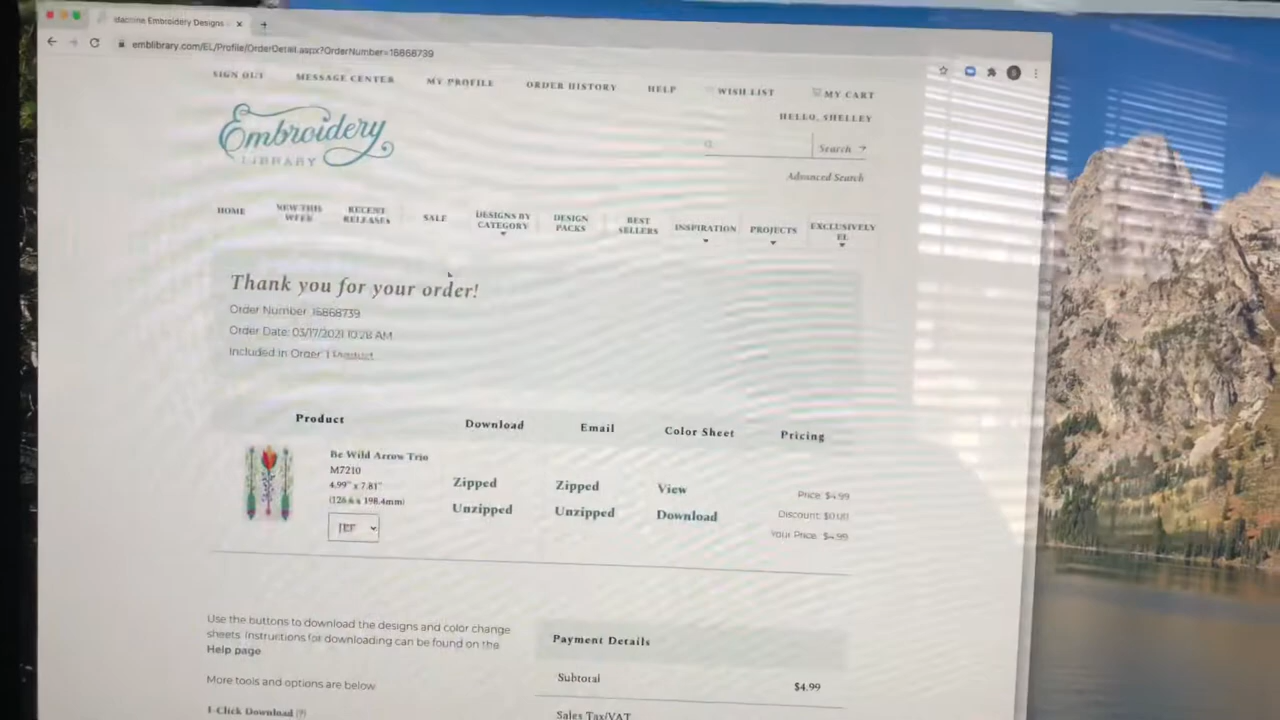 Machine Embroidery Designs
emblibrary.com/EL/Profile/OrderDetail.aspx?OrderNumber=15868739
SIGN OUT MESSAGE CENTER MY PROFILE ORDER HISTORY HELP WISH LIST MY CART
HELLO, SHELLEY
Embroidery
LIBRARY
Search
Advanced Search
HOME
NEW THIS
WEEK
RECENT
RELEASES
SALE
DESIGNS BY
CATEGORY
DESIGN
PACKS
BEST
SELLERS
INSPIRATION
PROJECTS
EXCLUSIVELY
EL
Thank you for your order!
Order Number: 15868739
Order Date: 03/17/2021 10:28 AM
Included in Order: 1 Product
Product Download Email Color Sheet Pricing
Be Wild Arrow Trio
M7210
4.99" x 7.81"
(126.6 x 198.4mm)
JEF
Zipped
Unzipped
Zipped
Unzipped
View
Download
Price: $4.99
Discount: $0.00
Your Price: $4.99
Use the buttons to download the designs and color change
sheets. Instructions for downloading can be found on the
Help page
More tools and options are below
1-Click Download (?)
Payment Details
Subtotal $4.99
Sales Tax/VAT